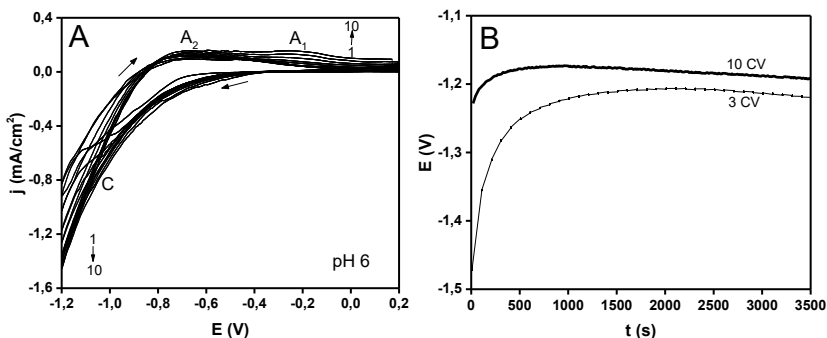 A
A2
A1
10
1
C
1
10
pH 6
0,4
0,0
-0,4
-0,8
-1,2
-1,6
j (mA/cm²)
-1,2 -1,0 -0,8 -0,6 -0,4 -0,2 0,0 0,2
E (V)
B
10 CV
3 CV
-1,1
-1,2
-1,3
-1,4
-1,5
E (V)
0 500 1000 1500 2000 2500 3000 3500
t (s)